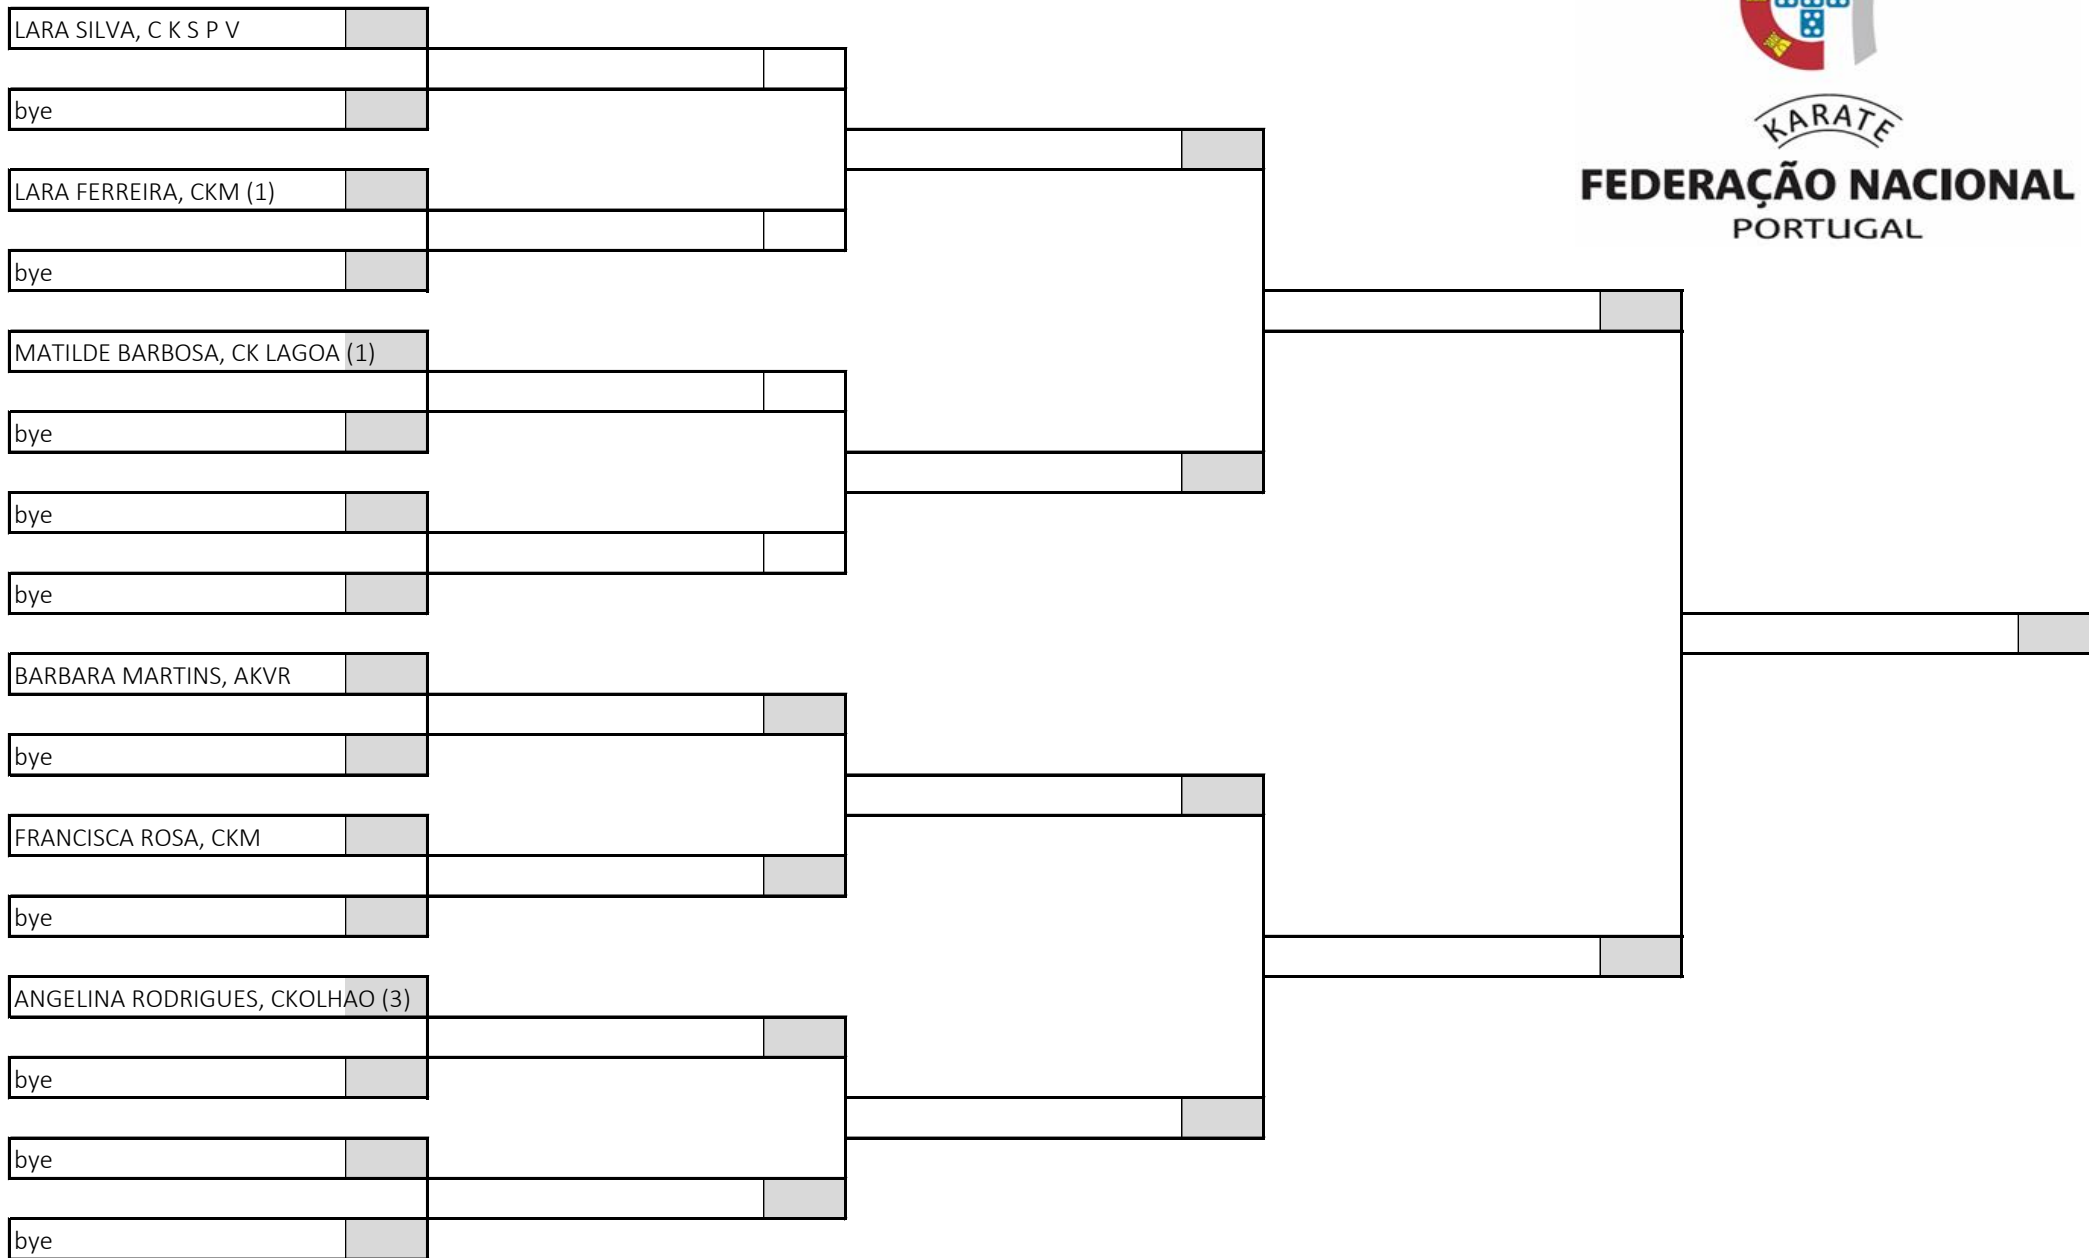 LARA SILVA, C K S P V
bye
KARATE
LARA FERREIRA, CKM (1)
FEDERAÇÃO NACIONAL
PORTUGAL
bye
MATILDE BARBOSA, CK LAGOA (1)
bye
bye
bye
BARBARA MARTINS, AKVR
bye
FRANCISCA ROSA, CKM
bye
ANGELINA RODRIGUES, CKOLHAO (3)
bye
bye
bye